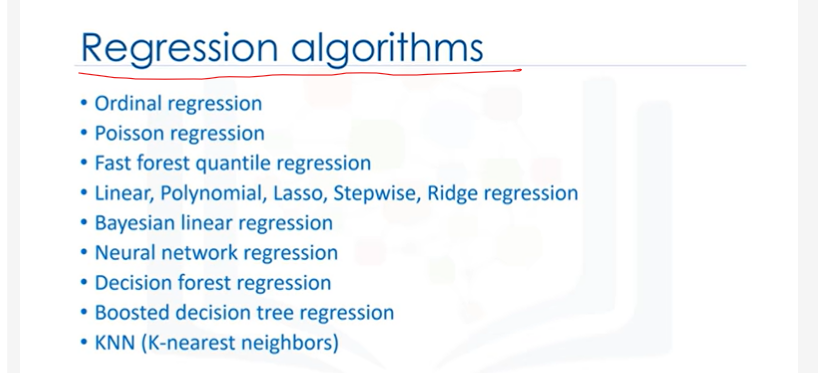 Regression algorithms
• Ordinal regression
• Poisson regression
• Fast forest quantile regression
• Linear, Polynomial, Lasso, Stepwise, Ridge regression
• Bayesian linear regression
• Neural network regression
• Decision forest regression
• Boosted decision tree regression
• KNN (K-nearest neighbors)